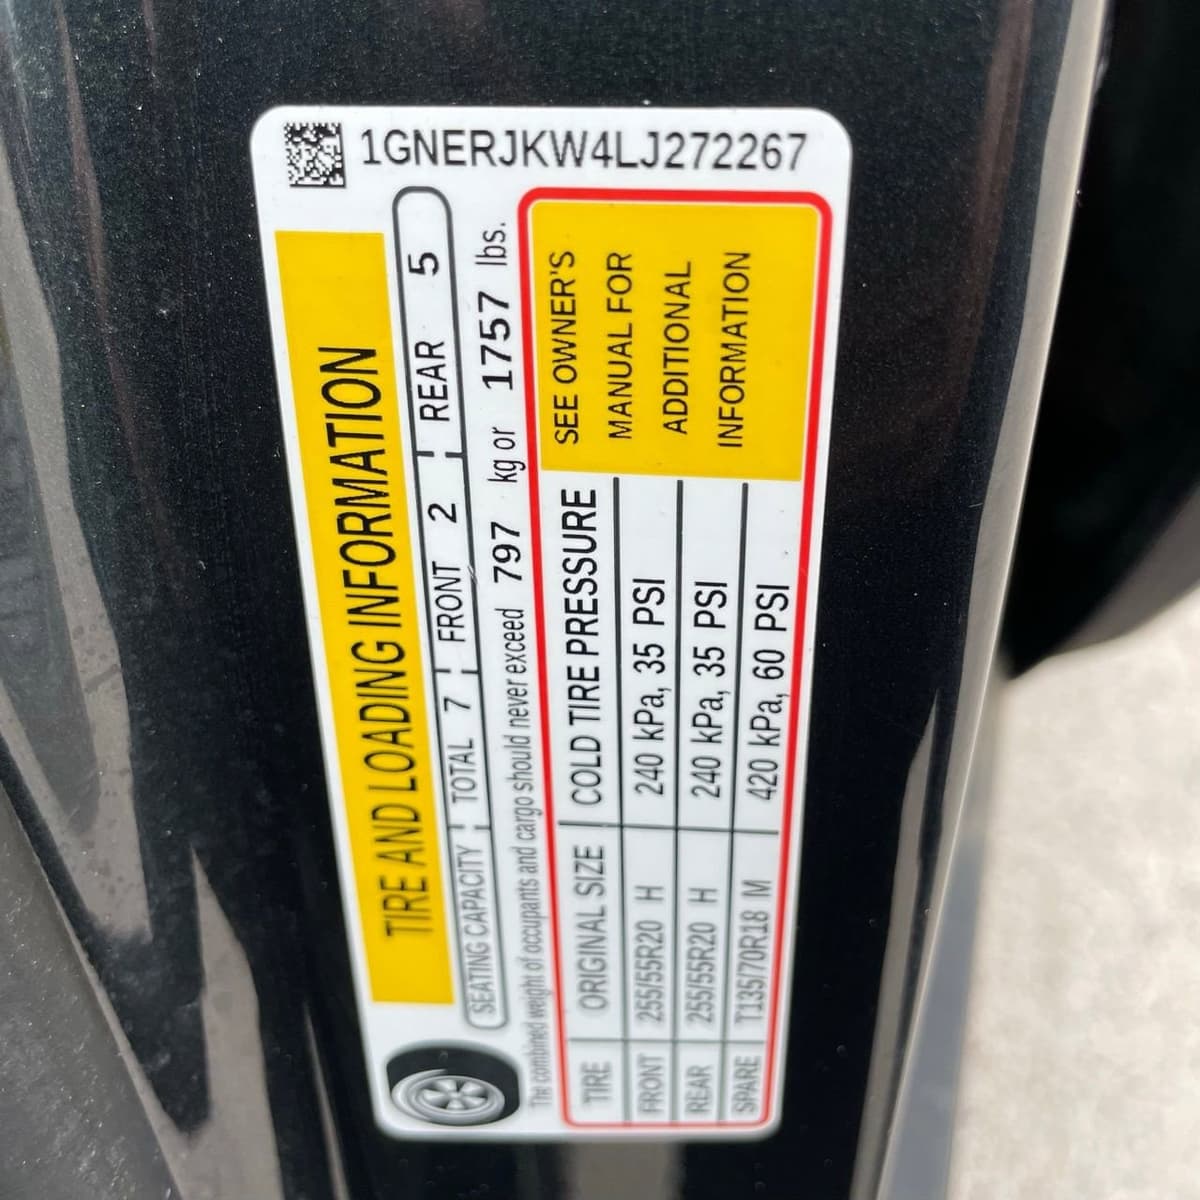 1GNERJKW4LJ272267
TIRE AND LOADING INFORMATION
SEATING CAPACITY TOTAL 7 FRONT 2 REAR 5
The combined weight of occupants and cargo should never exceed 797 kg or 1757 lbs.
TIRE ORIGINAL SIZE COLD TIRE PRESSURE
FRONT 255/55R20 H 240 kPa, 35 PSI
REAR 255/55R20 H 240 kPa, 35 PSI
SPARE T135/70R18 M 420 kPa, 60 PSI
SEE OWNER'S
MANUAL FOR
ADDITIONAL
INFORMATION